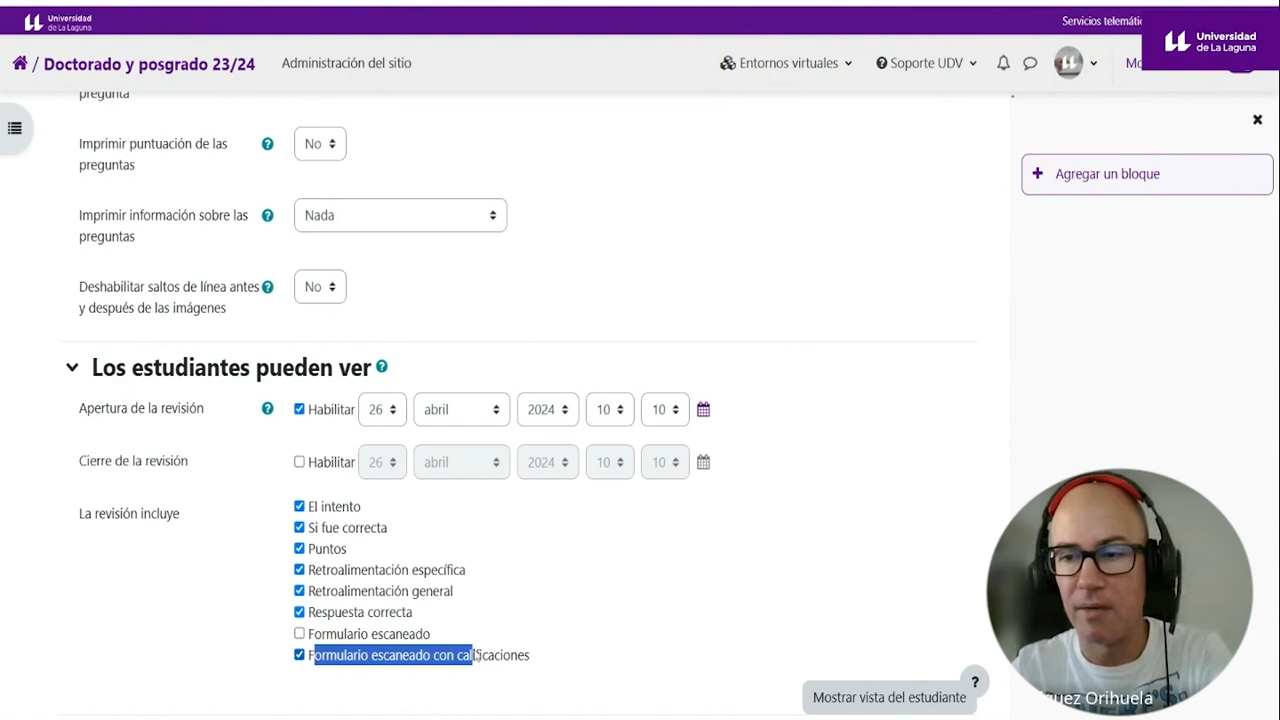 Universidad
de La Laguna
Servicios telemátic
Universidad
de La Laguna
/ Doctorado y posgrado 23/24
Administración del sitio
Entornos virtuales
Soporte UDV
Mo
pregunta
Imprimir puntuación de las
preguntas
No
Agregar un bloque
Imprimir información sobre las
preguntas
Nada
Deshabilitar saltos de línea antes
y después de las imágenes
No
Los estudiantes pueden ver
Apertura de la revisión
Habilitar 26 abril 2024 10 10
Cierre de la revisión
Habilitar 26 abril 2024 10 10
La revisión incluye
El intento
Si fue correcta
Puntos
Retroalimentación específica
Retroalimentación general
Respuesta correcta
Formulario escaneado
Formulario escaneado con calificaciones
?
Mostrar vista del estudiante
guez Orihuela